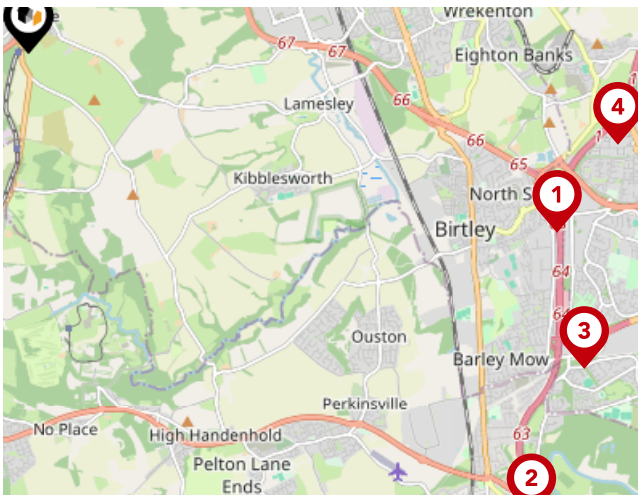 Wrekenton
67
67
Eighton Banks
Lamesley
66
4
1
66
65
Kibblesworth
North S
1
Birtley
64
64
3
Ouston
Barley Mow
Perkinsville
No Place
High Handenhold
63
Pelton Lane
Ends
2